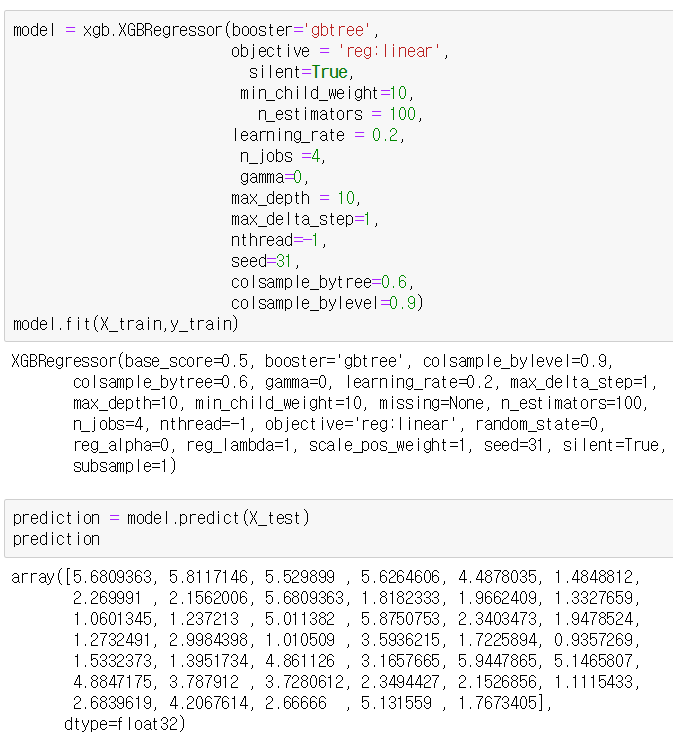 model = xgb.XGBRegressor(booster='gbtree',
objective = 'reg:linear',
silent=True,
min_child_weight=10,
n_estimators = 100,
learning_rate = 0.2,
n_jobs =4,
gamma=0,
max_depth = 10,
max_delta_step=1,
nthread=-1,
seed=31,
colsample_bytree=0.6,
colsample_bylevel=0.9)
model.fit(X_train,y_train)
XGBRegressor(base_score=0.5, booster='gbtree', colsample_bylevel=0.9,
colsample_bytree=0.6, gamma=0, learning_rate=0.2, max_delta_step=1,
max_depth=10, min_child_weight=10, missing=None, n_estimators=100,
n_jobs=4, nthread=-1, objective='reg:linear', random_state=0,
reg_alpha=0, reg_lambda=1, scale_pos_weight=1, seed=31, silent=True,
subsample=1)
prediction = model.predict(X_test)
prediction
array([5.6809363, 5.8117146, 5.529899 , 5.6264606, 4.4878035, 1.4848812,
2.269991 , 2.1562006, 5.6809363, 1.8182333, 1.9662409, 1.3327659,
1.0601345, 1.237213 , 5.011382 , 5.8750753, 2.3403473, 1.9478524,
1.2732491, 2.9984398, 1.010509 , 3.5936215, 1.7225894, 0.9357269,
1.5332373, 1.3951734, 4.861126 , 3.1657665, 5.9447865, 5.1465807,
4.8847175, 3.787912 , 3.7280612, 2.3494427, 2.1526856, 1.1115433,
2.6839619, 4.2067614, 2.66666  , 5.131559 , 1.7673405],
dtype=float32)